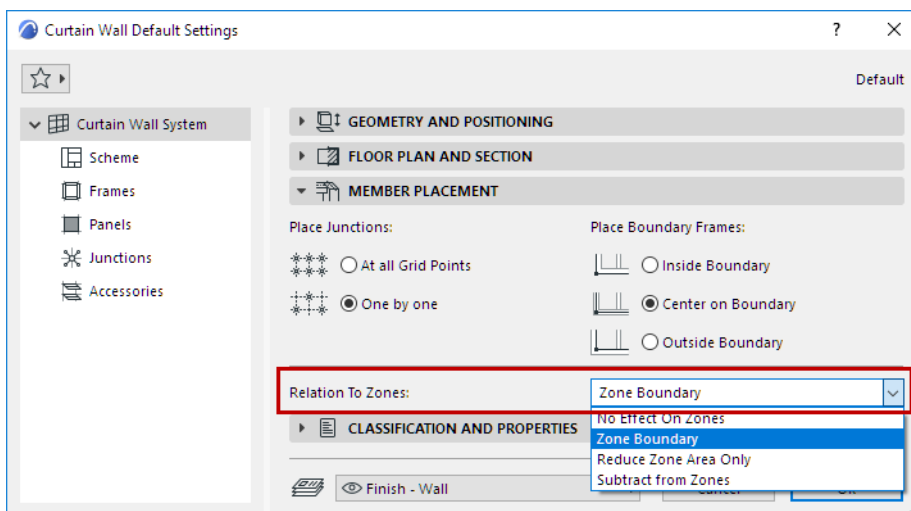 Curtain Wall Default Settings
?
Default
Curtain Wall System
Scheme
Frames
Panels
Junctions
Accessories
GEOMETRY AND POSITIONING
FLOOR PLAN AND SECTION
MEMBER PLACEMENT
Place Junctions:
At all Grid Points
One by one
Place Boundary Frames:
Inside Boundary
Center on Boundary
Outside Boundary
Relation To Zones:
Zone Boundary
No Effect On Zones
Zone Boundary
Reduce Zone Area Only
Subtract from Zones
CLASSIFICATION AND PROPERTIES
Finish - Wall
Cancel